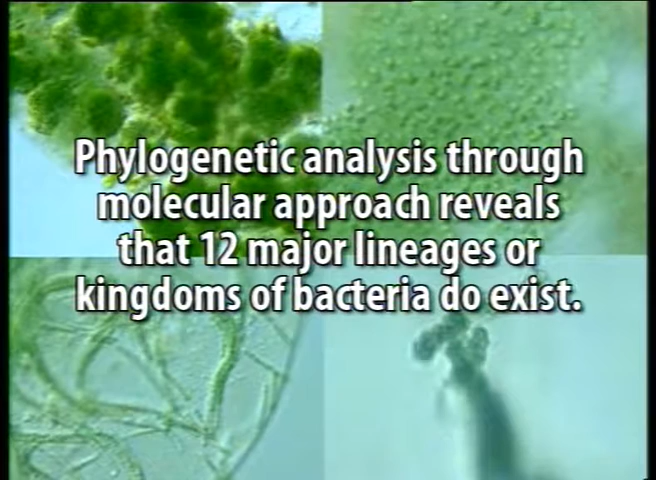 Phylogenetic analysis through
molecular approach reveals
that 12 major lineages or
kingdoms of bacteria do exist.